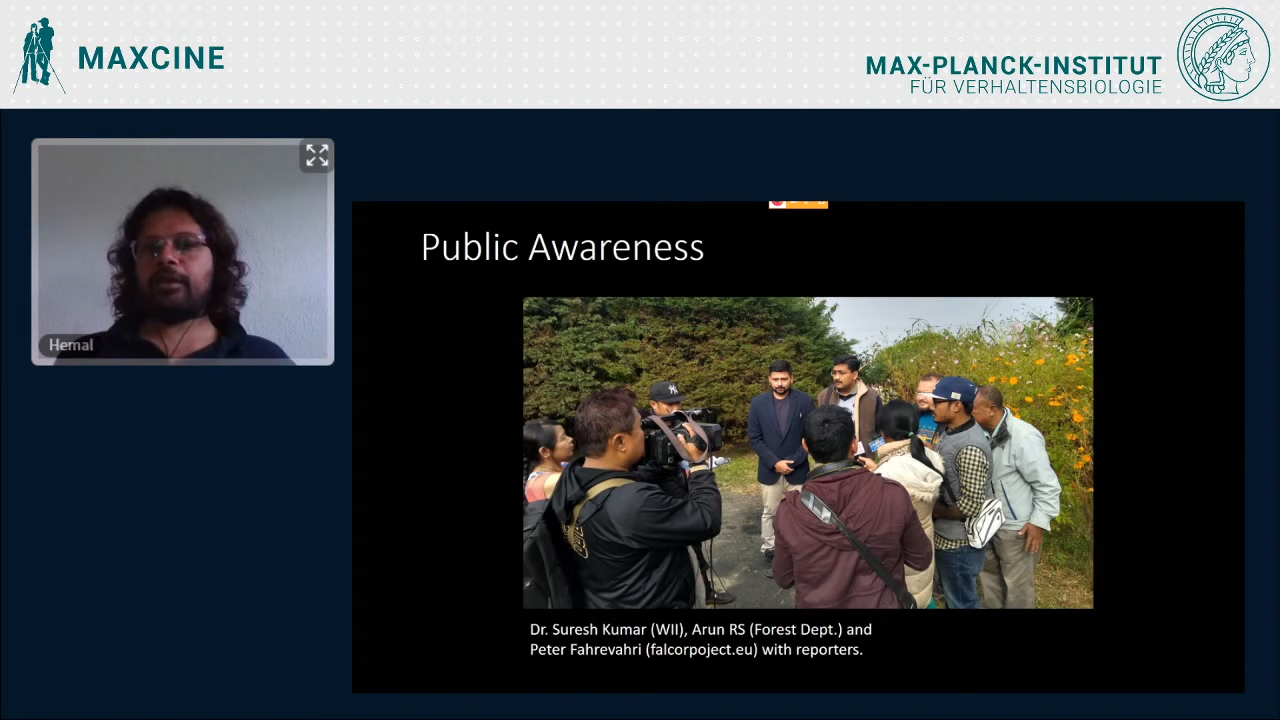 MAXCINE
MAX-PLANCK-INSTITUT
FÜR VERHALTENSBIOLOGIE
Hemal
Public Awareness
Dr. Suresh Kumar (WII), Arun RS (Forest Dept.) and
Peter Fahrevahri (falcorpoject.eu) with reporters.